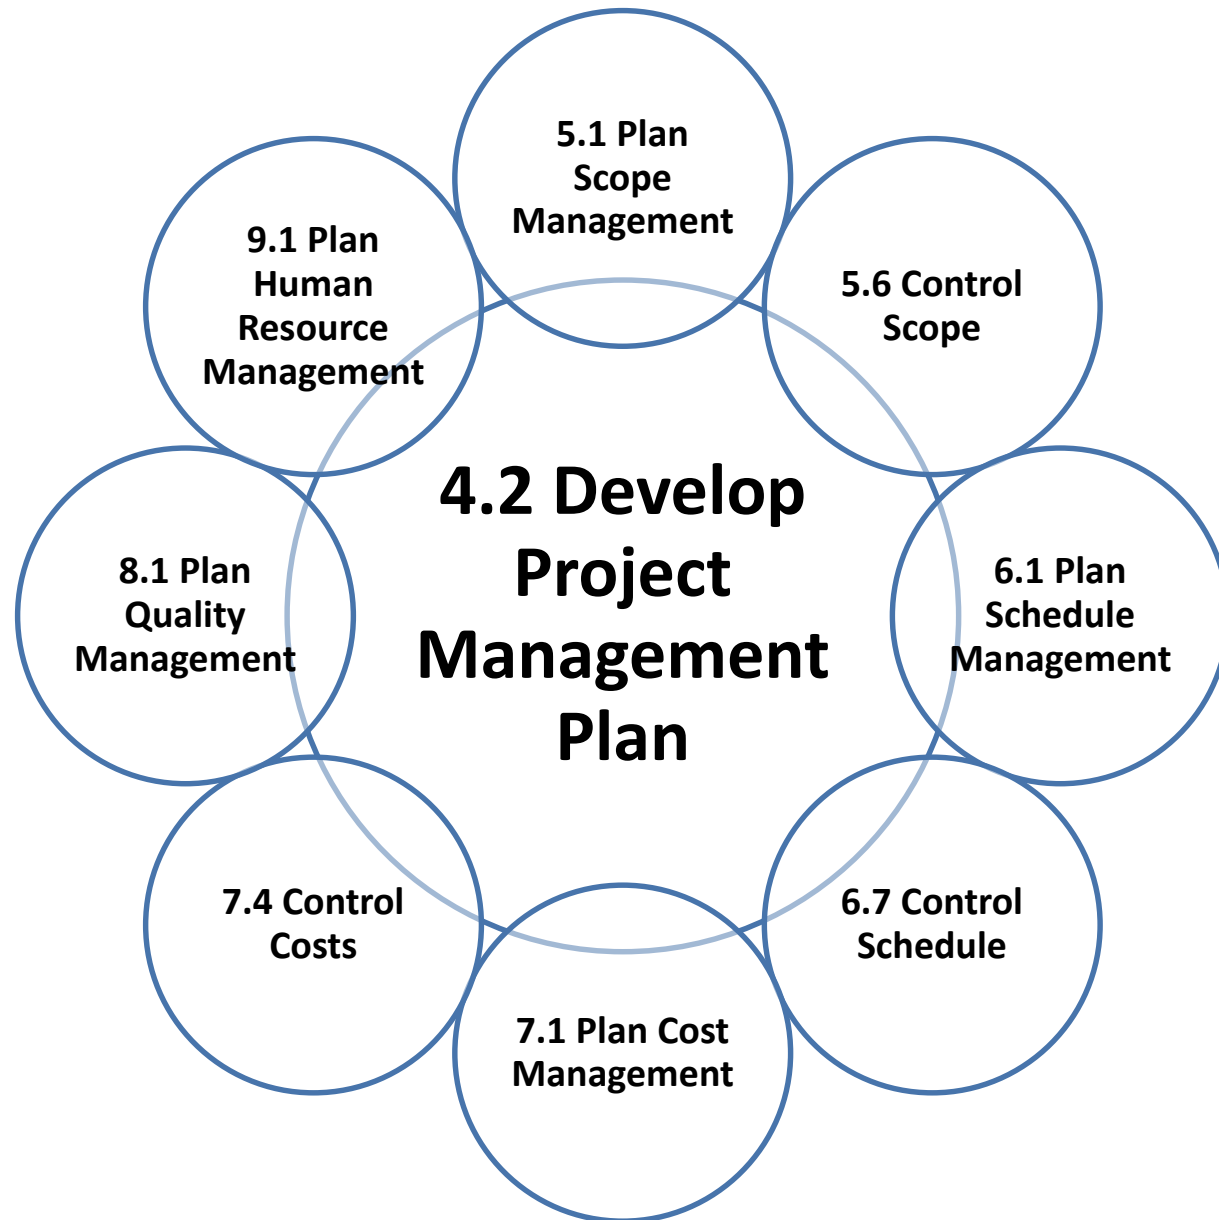 5.1 Plan
Scope
Management
5.6 Control
Scope
6.1 Plan
Schedule
Management
6.7 Control
Schedule
7.1 Plan Cost
Management
7.4 Control
Costs
8.1 Plan
Quality
Management
9.1 Plan
Human
Resource
Management
4.2 Develop
Project
Management
Plan